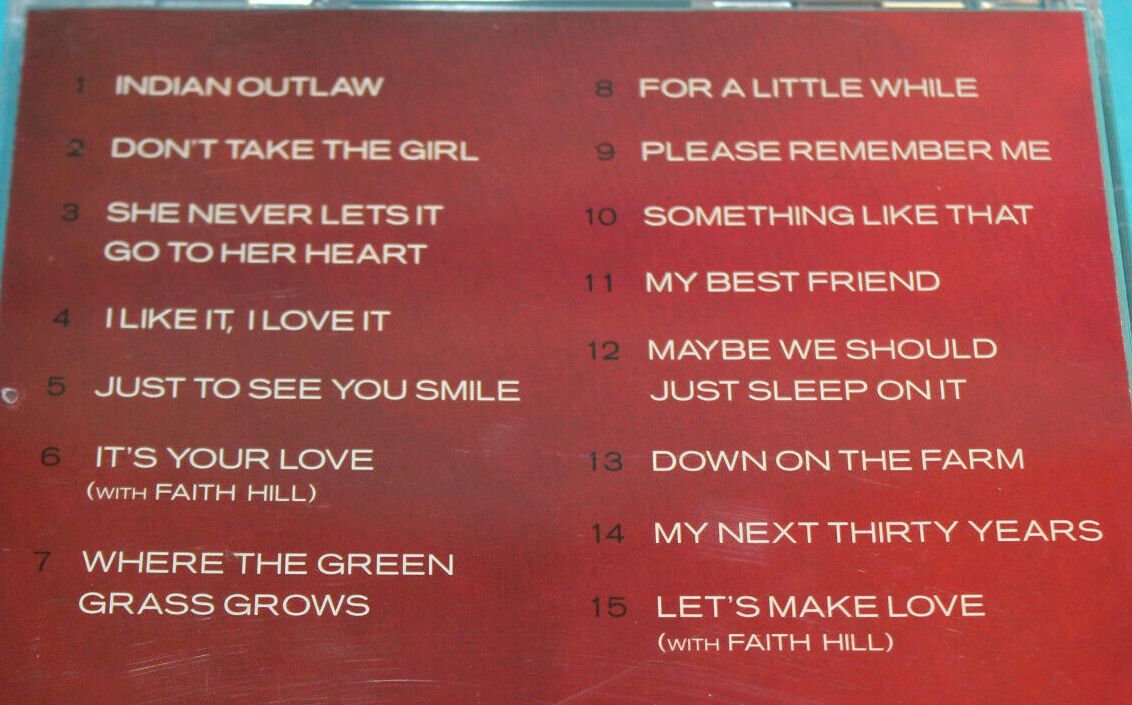 1 INDIAN OUTLAW
2 DON'T TAKE THE GIRL
3 SHE NEVER LETS IT
GO TO HER HEART
4 I LIKE IT, I LOVE IT
5 JUST TO SEE YOU SMILE
6 IT'S YOUR LOVE
(WITH FAITH HILL)
7 WHERE THE GREEN
GRASS GROWS
8 FOR A LITTLE WHILE
9 PLEASE REMEMBER ME
10 SOMETHING LIKE THAT
11 MY BEST FRIEND
12 MAYBE WE SHOULD
JUST SLEEP ON IT
13 DOWN ON THE FARM
14 MY NEXT THIRTY YEARS
15 LET'S MAKE LOVE
(WITH FAITH HILL)